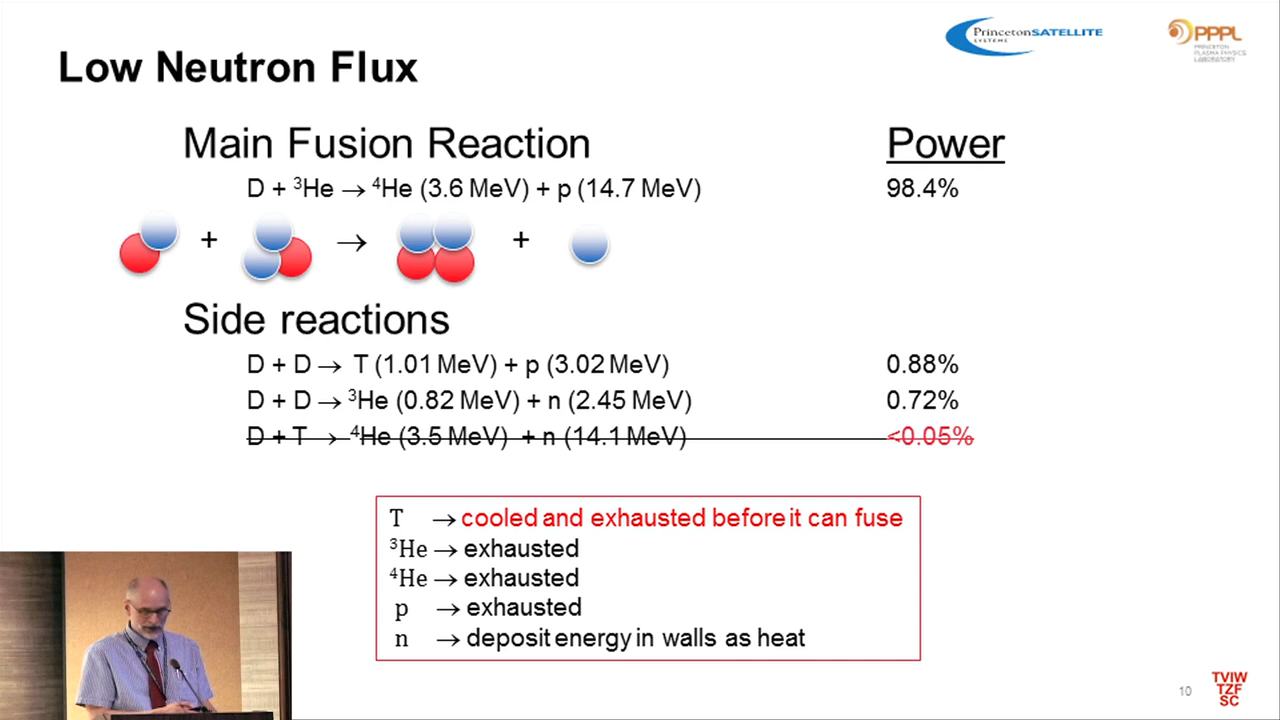 PrincetonSATELLITE
SYSTEMS
PPPL
PRINCETON
PLASMA PHYSICS
LABORATORY
Low Neutron Flux
Main Fusion Reaction Power
D + ³He → ⁴He (3.6 MeV) + p (14.7 MeV) 98.4%
+ → +
Side reactions
D + D → T (1.01 MeV) + p (3.02 MeV) 0.88%
D + D → ³He (0.82 MeV) + n (2.45 MeV) 0.72%
D + T → ⁴He (3.5 MeV) + n (14.1 MeV) <0.05%
T → cooled and exhausted before it can fuse
³He → exhausted
⁴He → exhausted
p → exhausted
n → deposit energy in walls as heat
10
TVIW
TZF
SC